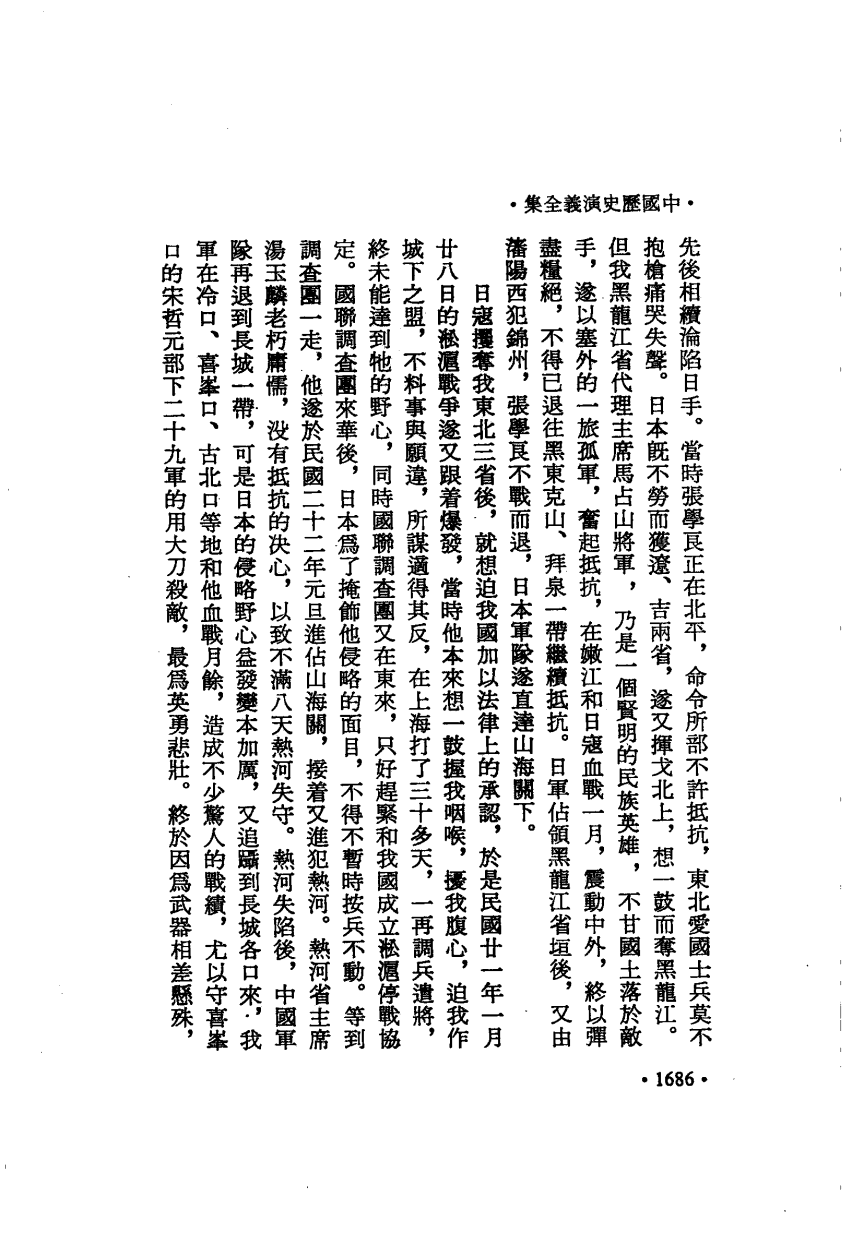 •中國歷史演義全集•
先後相續淪陷日手。當時張學良正在北平，命令所部不許抵抗，東北愛國士兵莫不
抱槍痛哭失聲。日本既不勞而獲遼、吉兩省，遂又揮戈北上，想一鼓而奪黑龍江。
但我黑龍江省代理主席馬占山將軍，乃是一個賢明的民族英雄，不甘國土落於敵
手，遂以塞外的一旅孤軍，奮起抵抗，在嫩江和日寇血戰一月，震動中外，終以彈
盡糧絕，不得已退往黑東克山、拜泉一帶繼續抵抗。日軍佔領黑龍江省垣後，又由
藩陽西犯錦州，張學良不戰而退，日本軍隊遂直達山海關下。
日寇攫奪我東北三省後，就想迫我國加以法律上的承認，於是民國廿一年一月
廿八日的淞滬戰爭遂又跟着爆發，當時他本來想一鼓握我咽喉，擾我腹心，迫我作
城下之盟，不料事與願違，所謀適得其反，在上海打了三十多天，一再調兵遣將，
終未能達到牠的野心，同時國聯調查團又在東來，只好趕緊和我國成立淞滬停戰協
定。國聯調查團來華後，日本爲了掩飾他侵略的面目，不得不暫時按兵不動。等到
調查團一走，他遂於民國二十二年元旦進佔山海關，接着又進犯熱河。熱河省主席
湯玉麟老朽庸懦，沒有抵抗的决心，以致不滿八天熱河失守。熱河失陷後，中國軍
隊再退到長城一帶，可是日本的侵略野心益發變本加厲，又追躡到長城各口來，我
軍在冷口、喜峯口、古北口等地和他血戰月餘，造成不少驚人的戰績，尤以守喜峯
口的宋哲元部下二十九軍的用大刀殺敵，最爲英勇悲壯。終於因爲武器相差懸殊，
•1686•